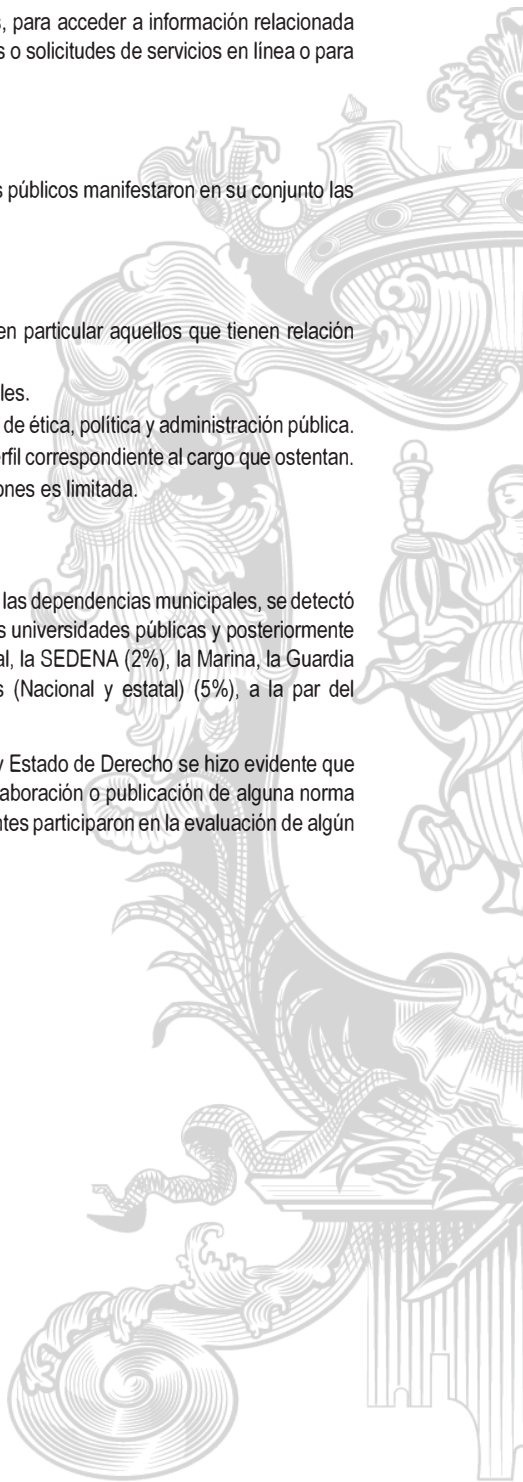 s, para acceder a información relacionada
s o solicitudes de servicios en línea o para
s públicos manifestaron en su conjunto las
en particular aquellos que tienen relación
les.
de ética, política y administración pública.
rfil correspondiente al cargo que ostentan.
ones es limitada.
las dependencias municipales, se detectó
s universidades públicas y posteriormente
al, la SEDENA (2%), la Marina, la Guardia
s (Nacional y estatal) (5%), a la par del
y Estado de Derecho se hizo evidente que
laboración o publicación de alguna norma
ntes participaron en la evaluación de algún